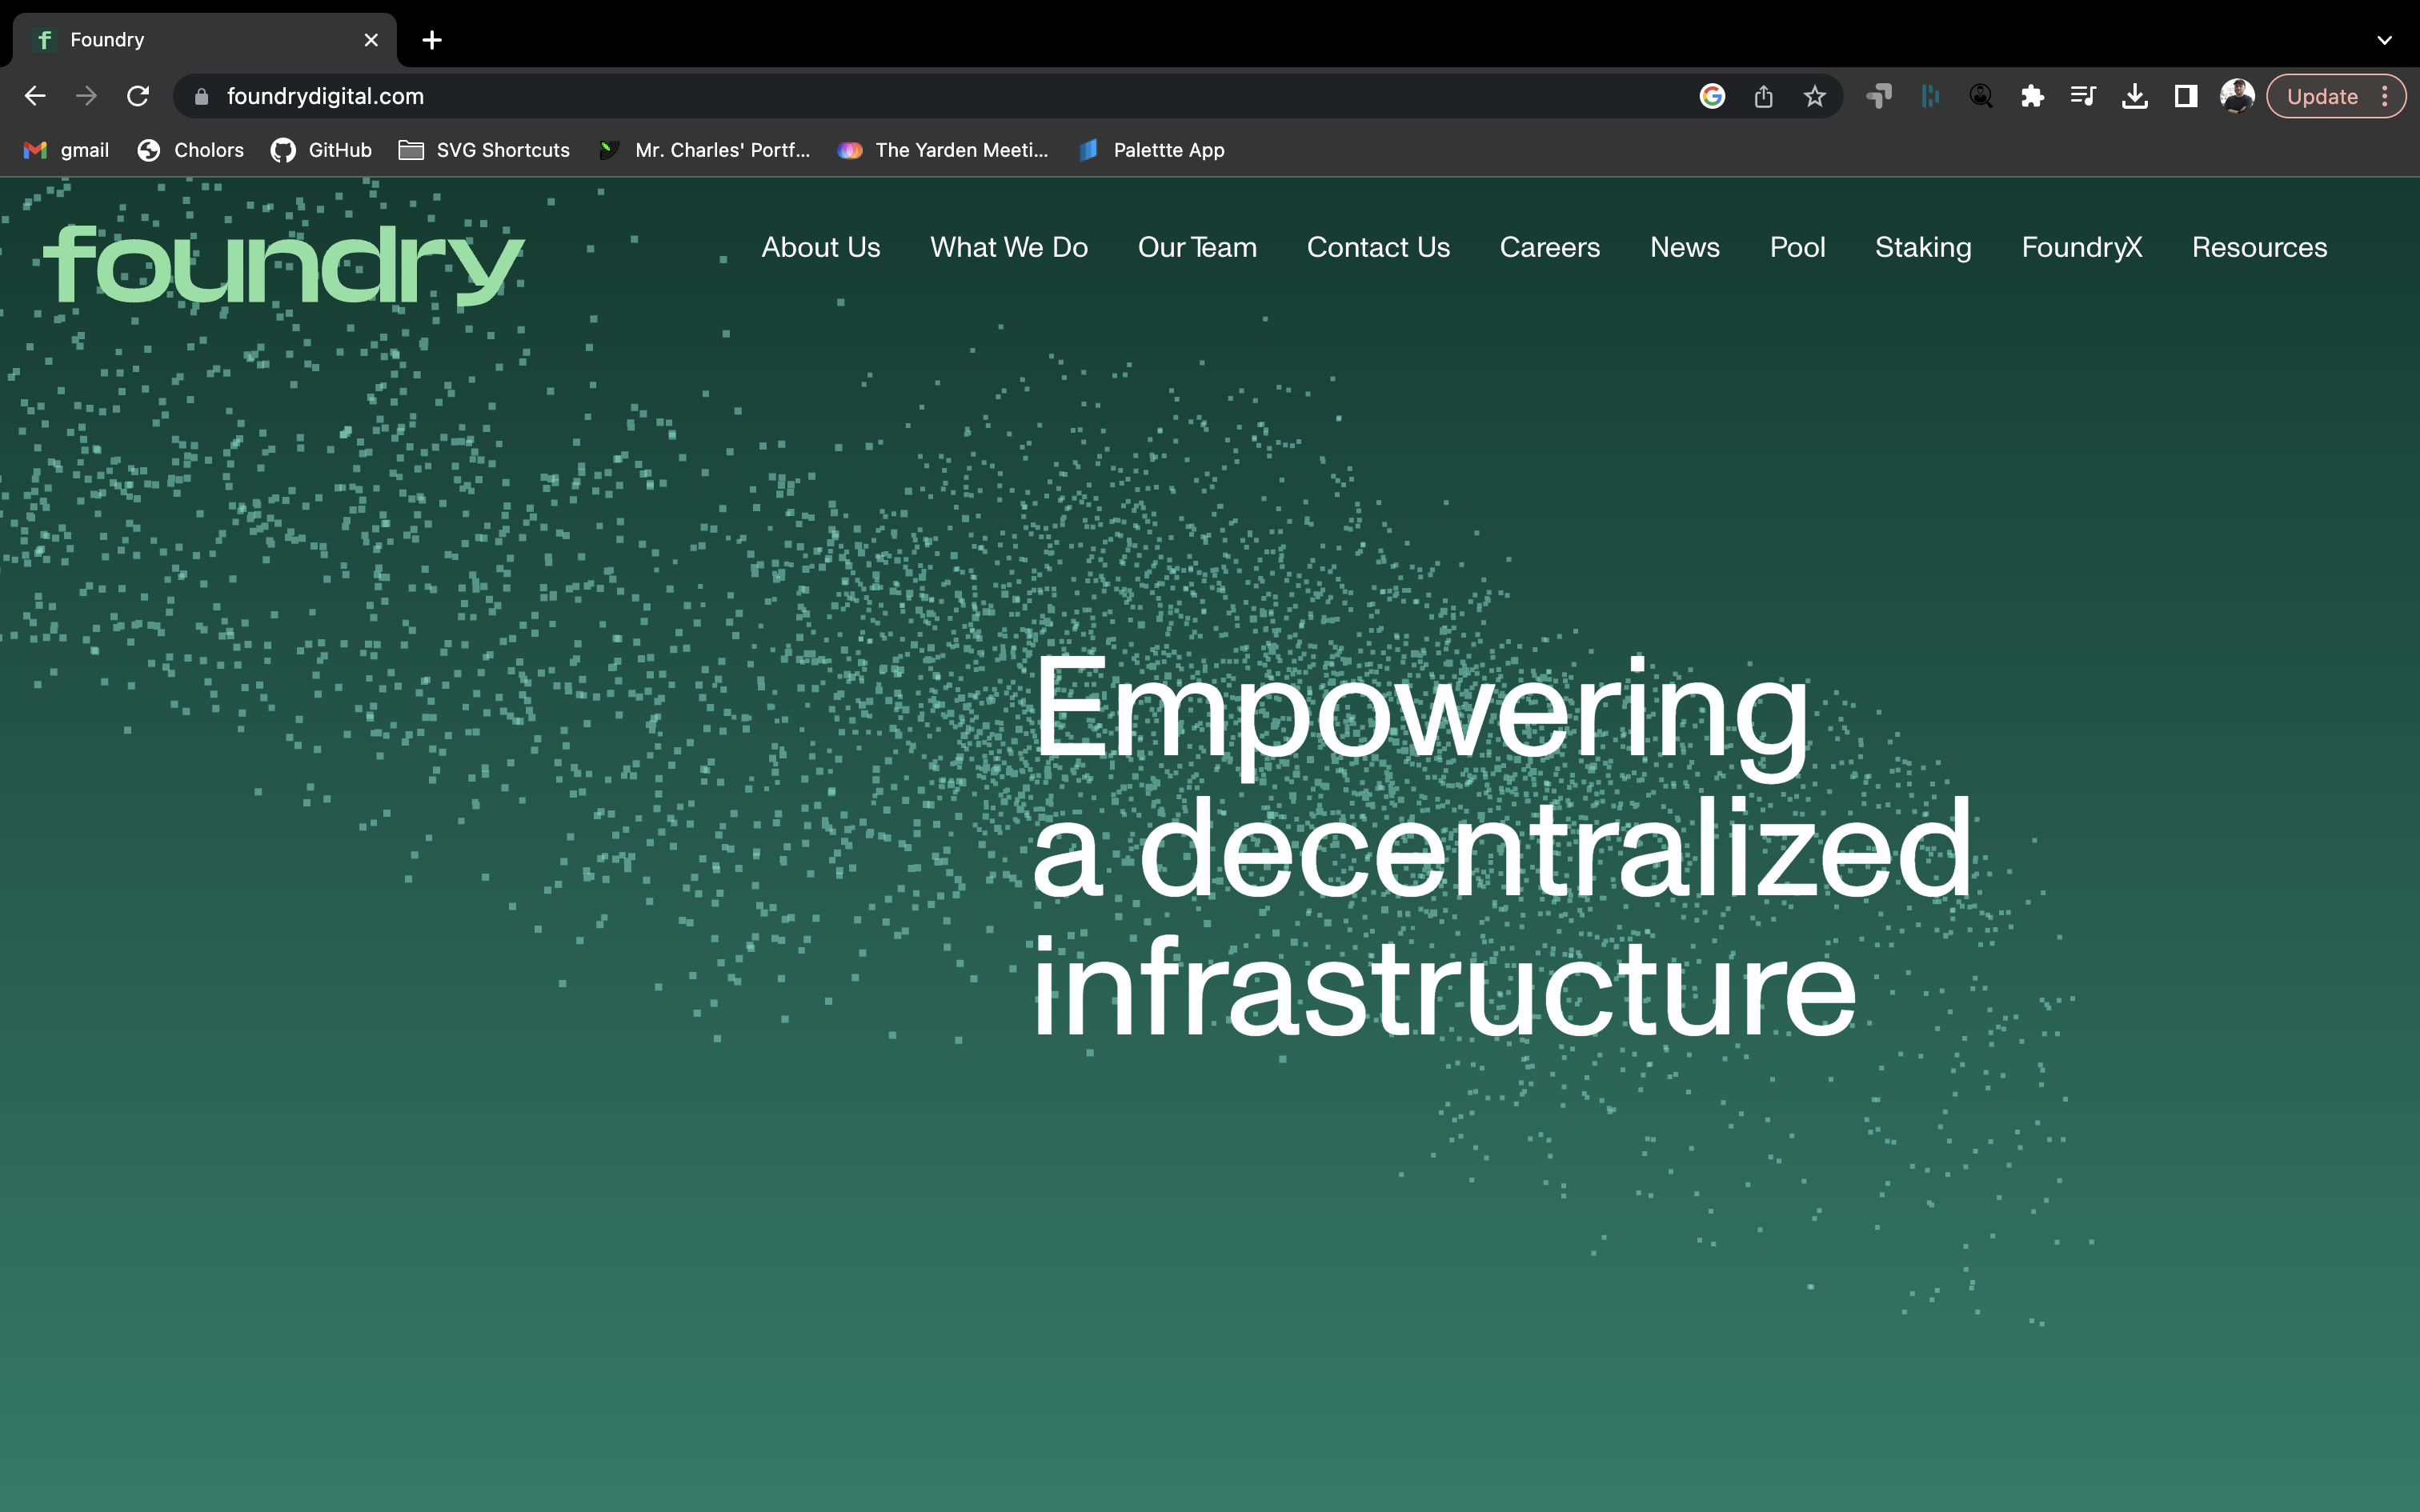 Foundry
foundrydigital.com
Update
gmail Cholors GitHub SVG Shortcuts Mr. Charles' Portf... The Yarden Meeti... Palettte App
foundry
About Us What We Do Our Team Contact Us Careers News Pool Staking FoundryX Resources
Empowering
a decentralized
infrastructure